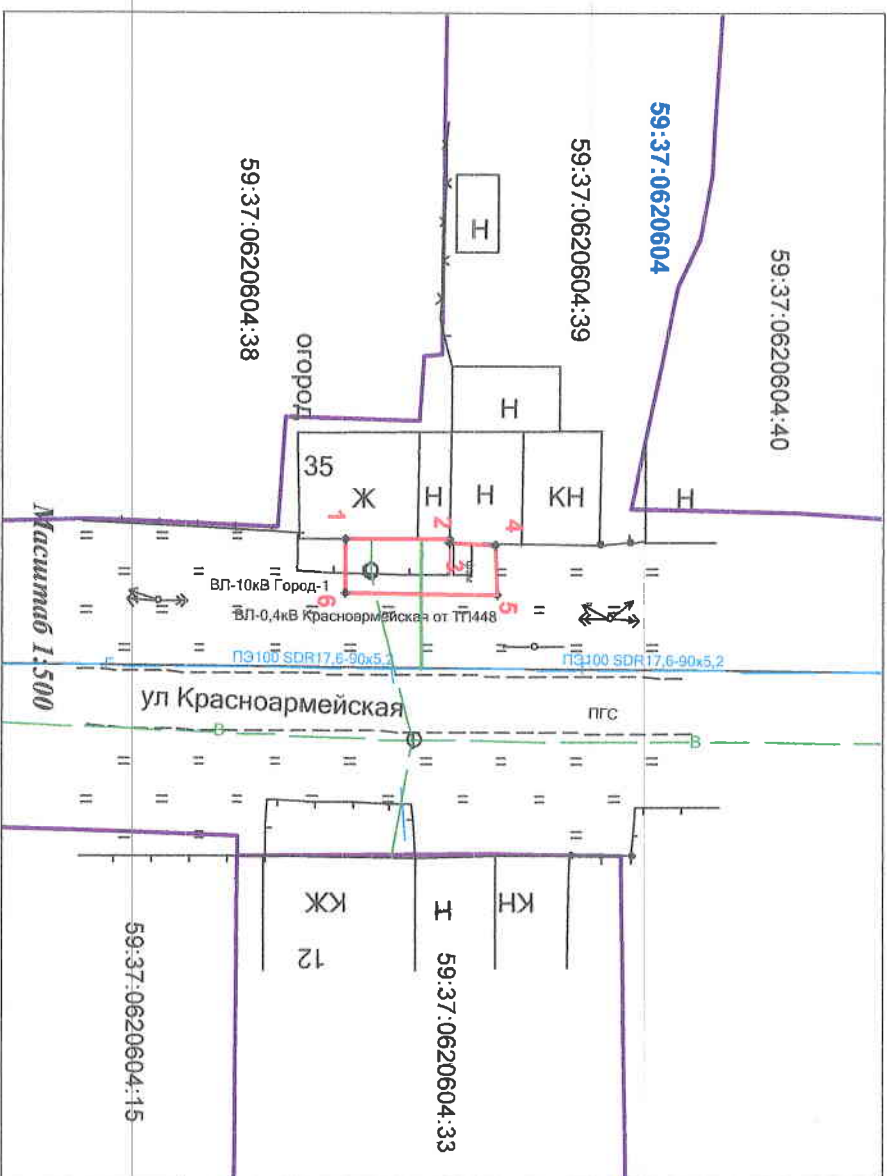 59:37:0620604
59:37:0620604:40
59:37:0620604:39
59:37:0620604:38
Н
огород
Н
35
Ж
Н
Н
КН
Н
1
2
3
4
5
6
ВЛ-10кВ Город-1
ВЛ-0,4кВ Красноармейская от ТП448
ПЭ100 SDR17,6-90х5,2
ПЭ100 SDR17,6-90х5,2
Г
ул Красноармейская
ПГС
В
В
КЖ
Н
КН
12
59:37:0620604:33
59:37:0620604:15
Масштаб 1:500